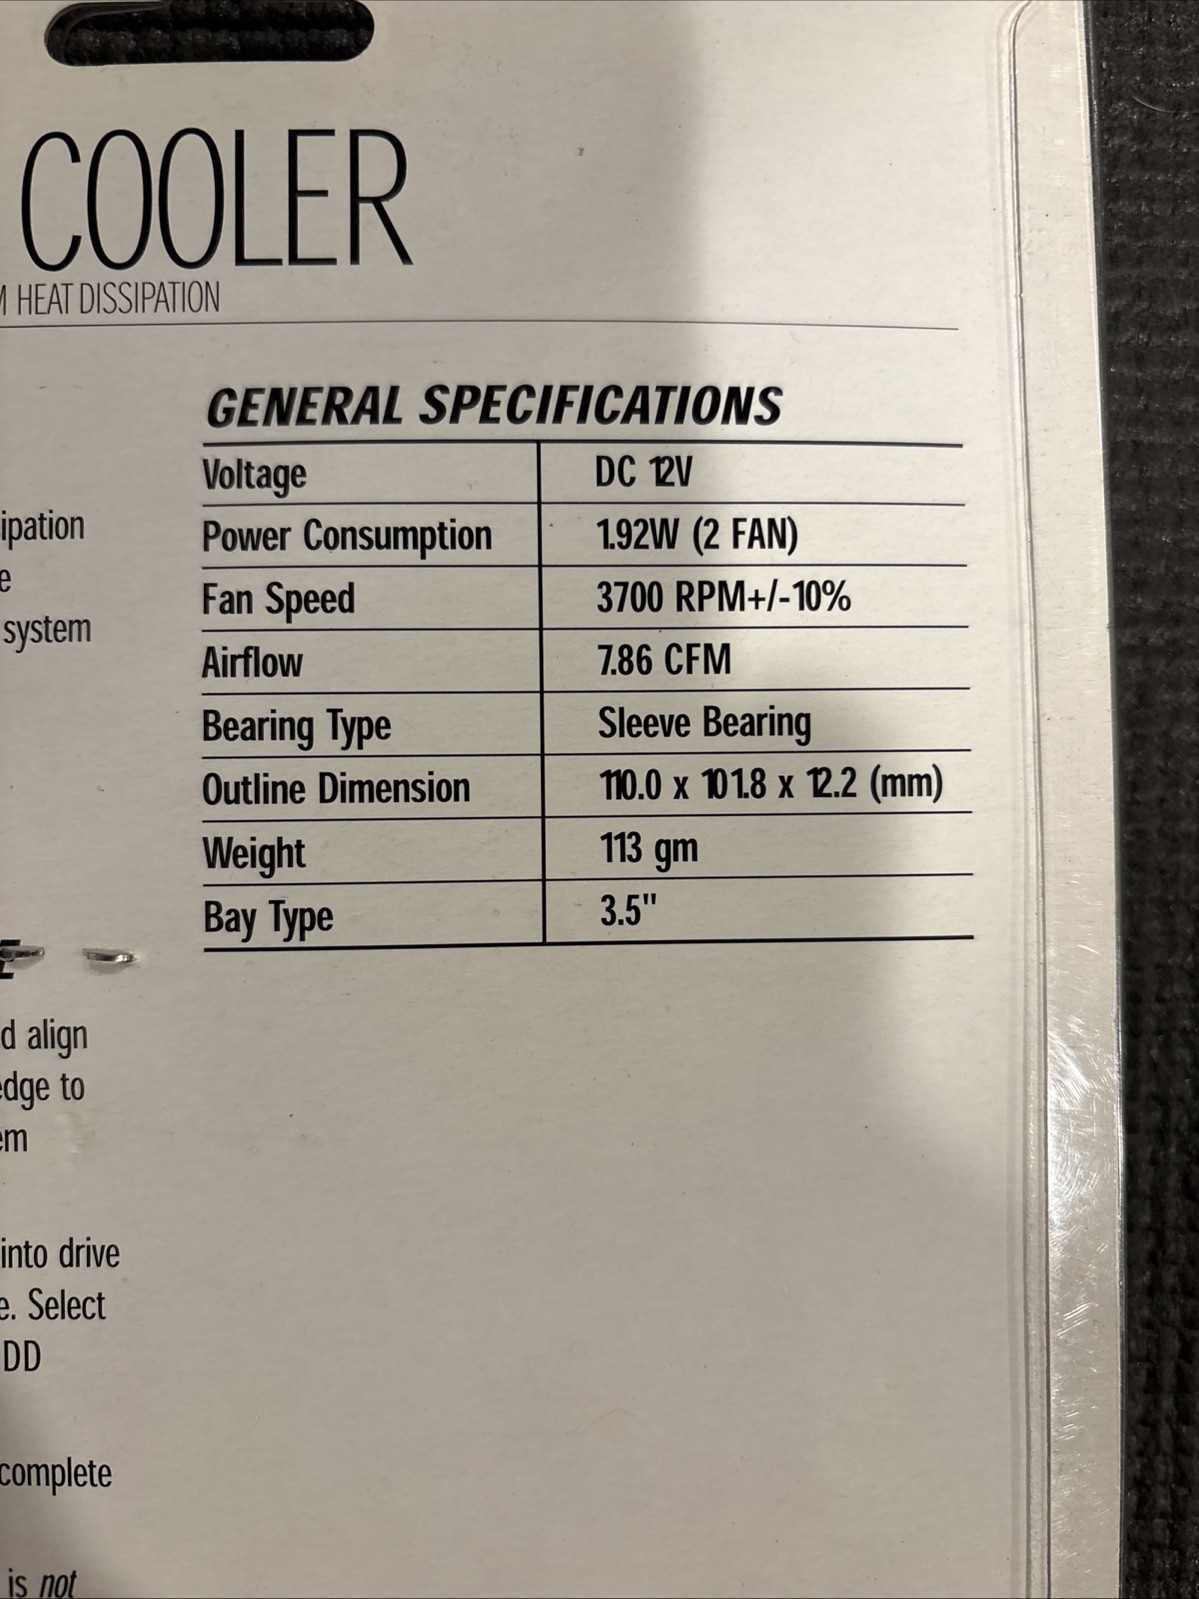 COOLER
HEAT DISSIPATION
GENERAL SPECIFICATIONS
Voltage DC 12V
Power Consumption 1.92W (2 FAN)
Fan Speed 3700 RPM+/-10%
Airflow 7.86 CFM
Bearing Type Sleeve Bearing
Outline Dimension 110.0 x 101.8 x 12.2 (mm)
Weight 113 gm
Bay Type 3.5"
ipation
e
system
d align
edge to
em
into drive
e. Select
DD
complete
is not